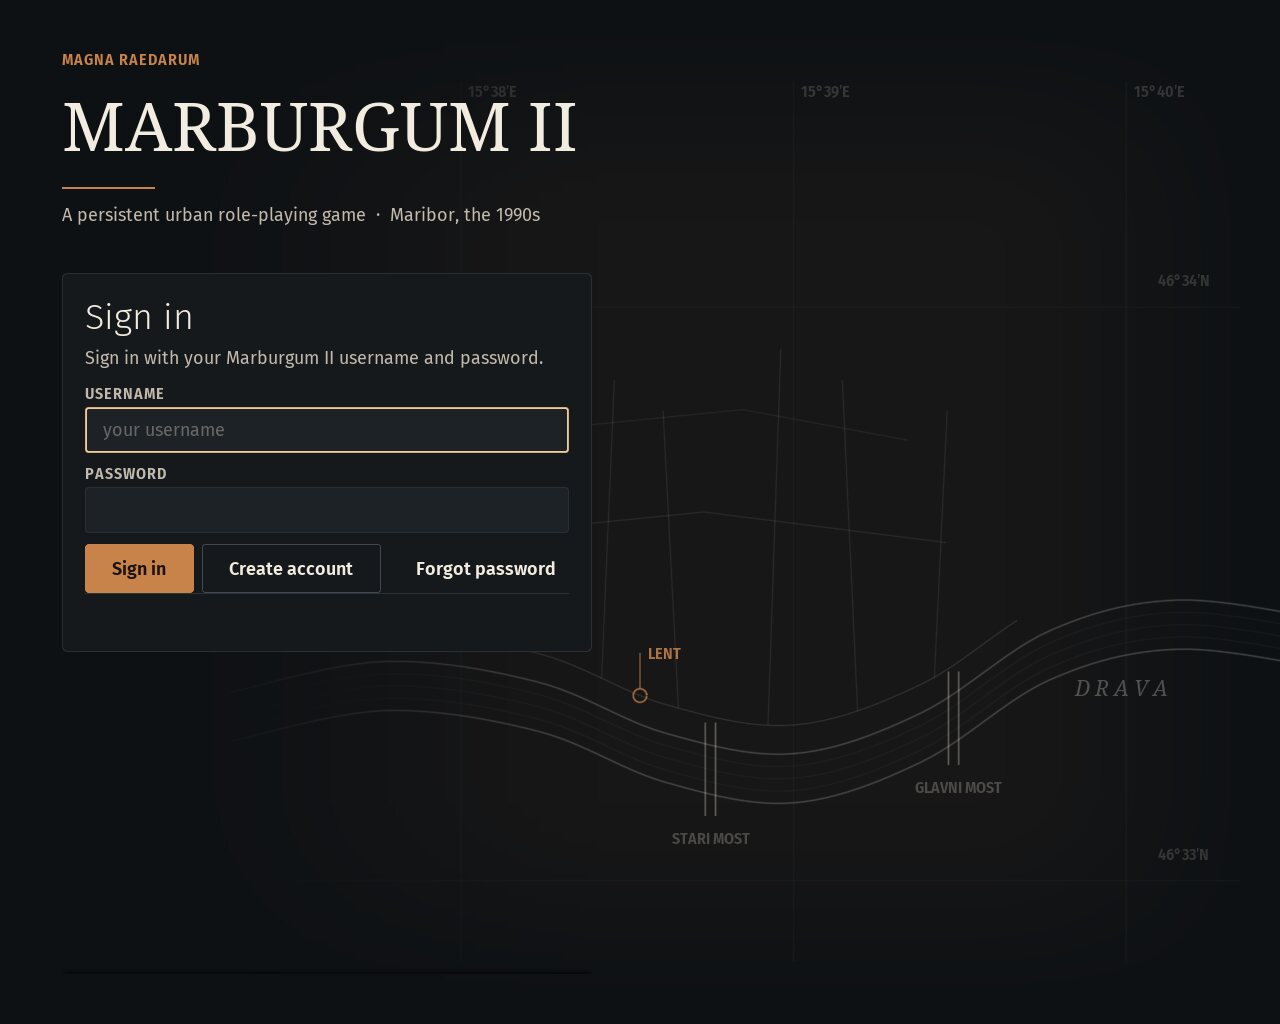 MAGNA RAEDARUM
15°38'E
15°39'E
15°40'E
MARBURGUM II
A persistent urban role-playing game · Maribor, the 1990s
46°34'N
Sign in
Sign in with your Marburgum II username and password.
USERNAME
your username
PASSWORD
Sign in
Create account
Forgot password
LENT
DRAVA
GLAVNI MOST
STARI MOST
46°33'N